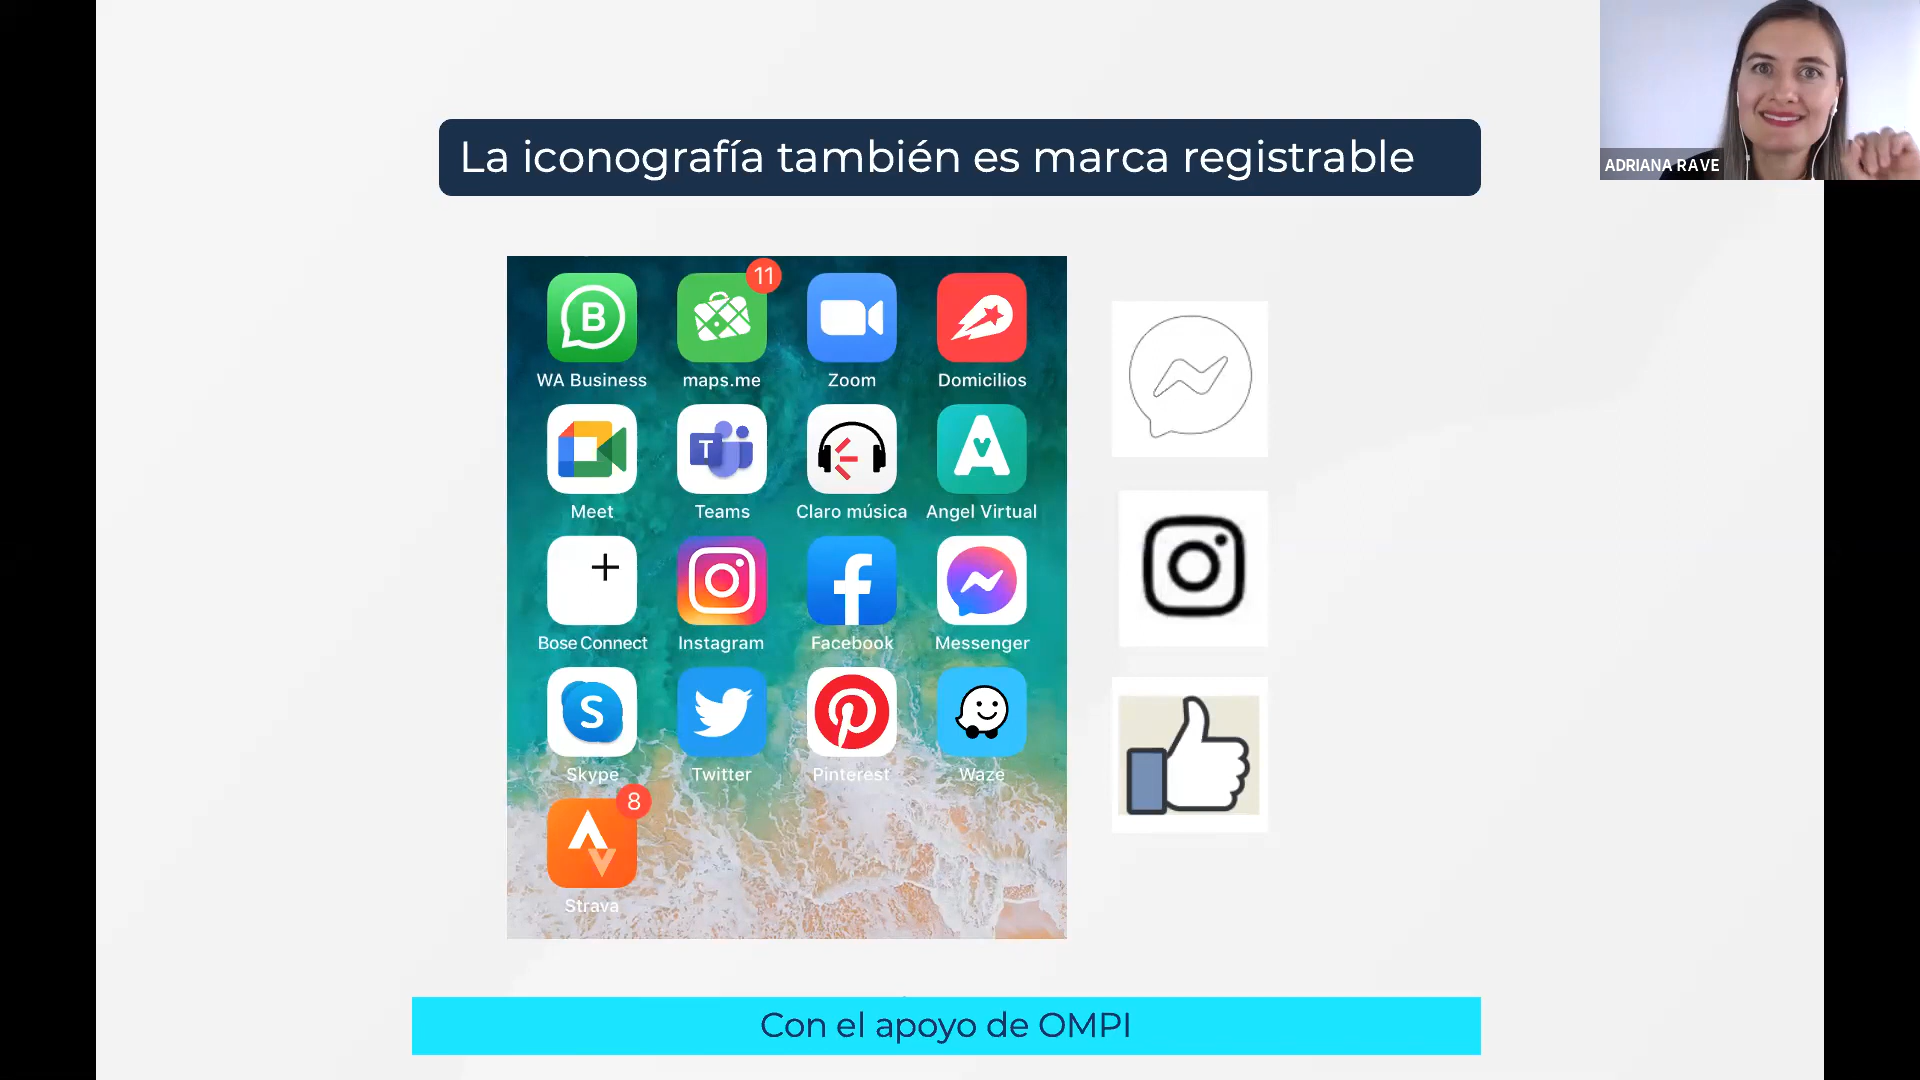 La iconografía también es marca registrable
ADRIANA RAVE
11
B
WA Business
maps.me
Zoom
Domicilios
T
A
Meet
Teams
Claro música
Angel Virtual
+
f
Bose Connect
Instagram
Facebook
Messenger
S
Skype
Twitter
Pinterest
Waze
8
Strava
Con el apoyo de OMPI